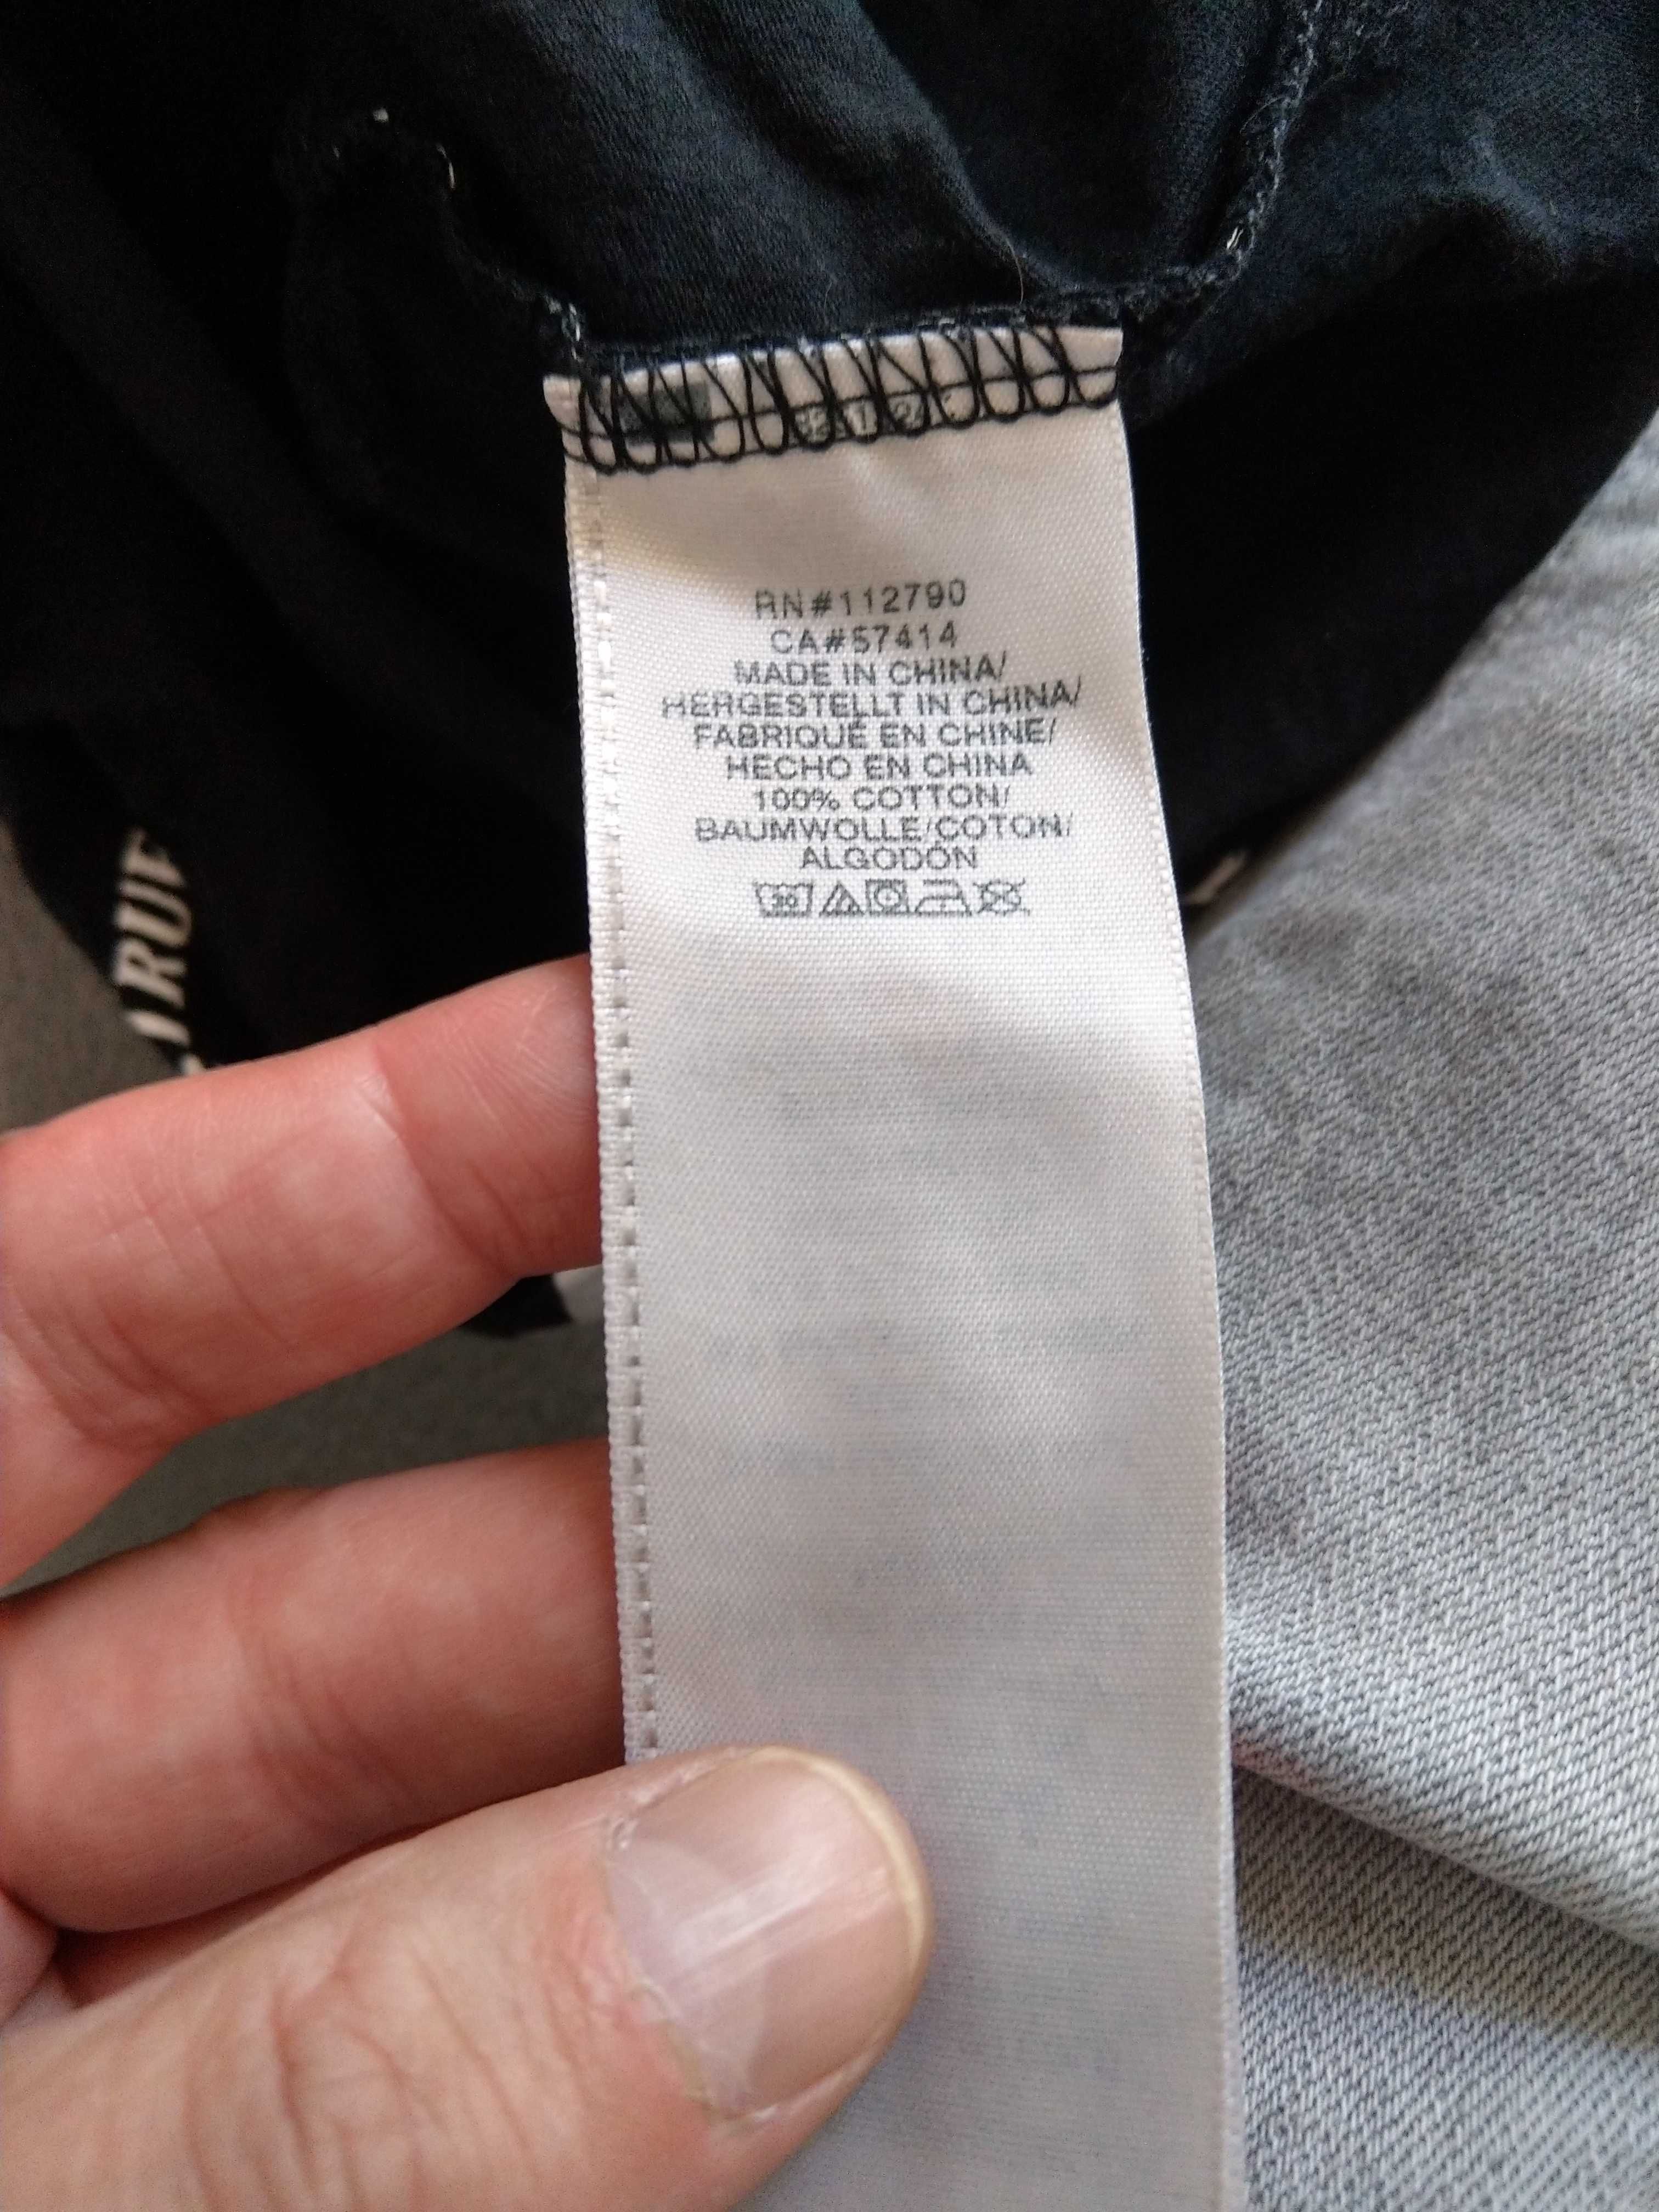 RN#112790
CA#57414
MADE IN CHINA/
HERGESTELLT IN CHINA/
FABRIQUÉ EN CHINE/
HECHO EN CHINA
100% COTTON/
BAUMWOLLE/COTON/
ALGODÓN
30